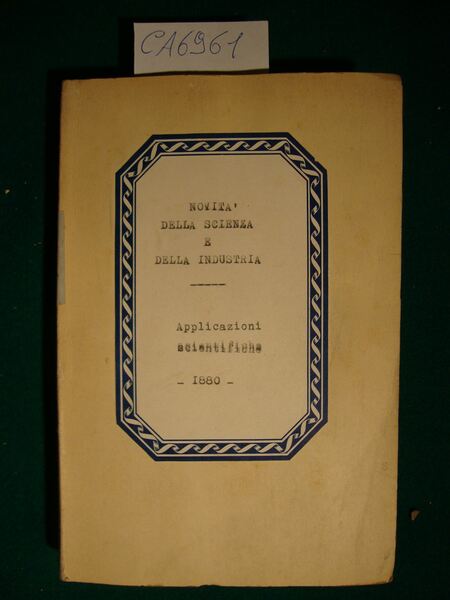 CA6961
NOVITA'
DELLA SCIENZA
E
DELLA INDUSTRIA
-----
Applicazioni
scientifiche
- 1880 -